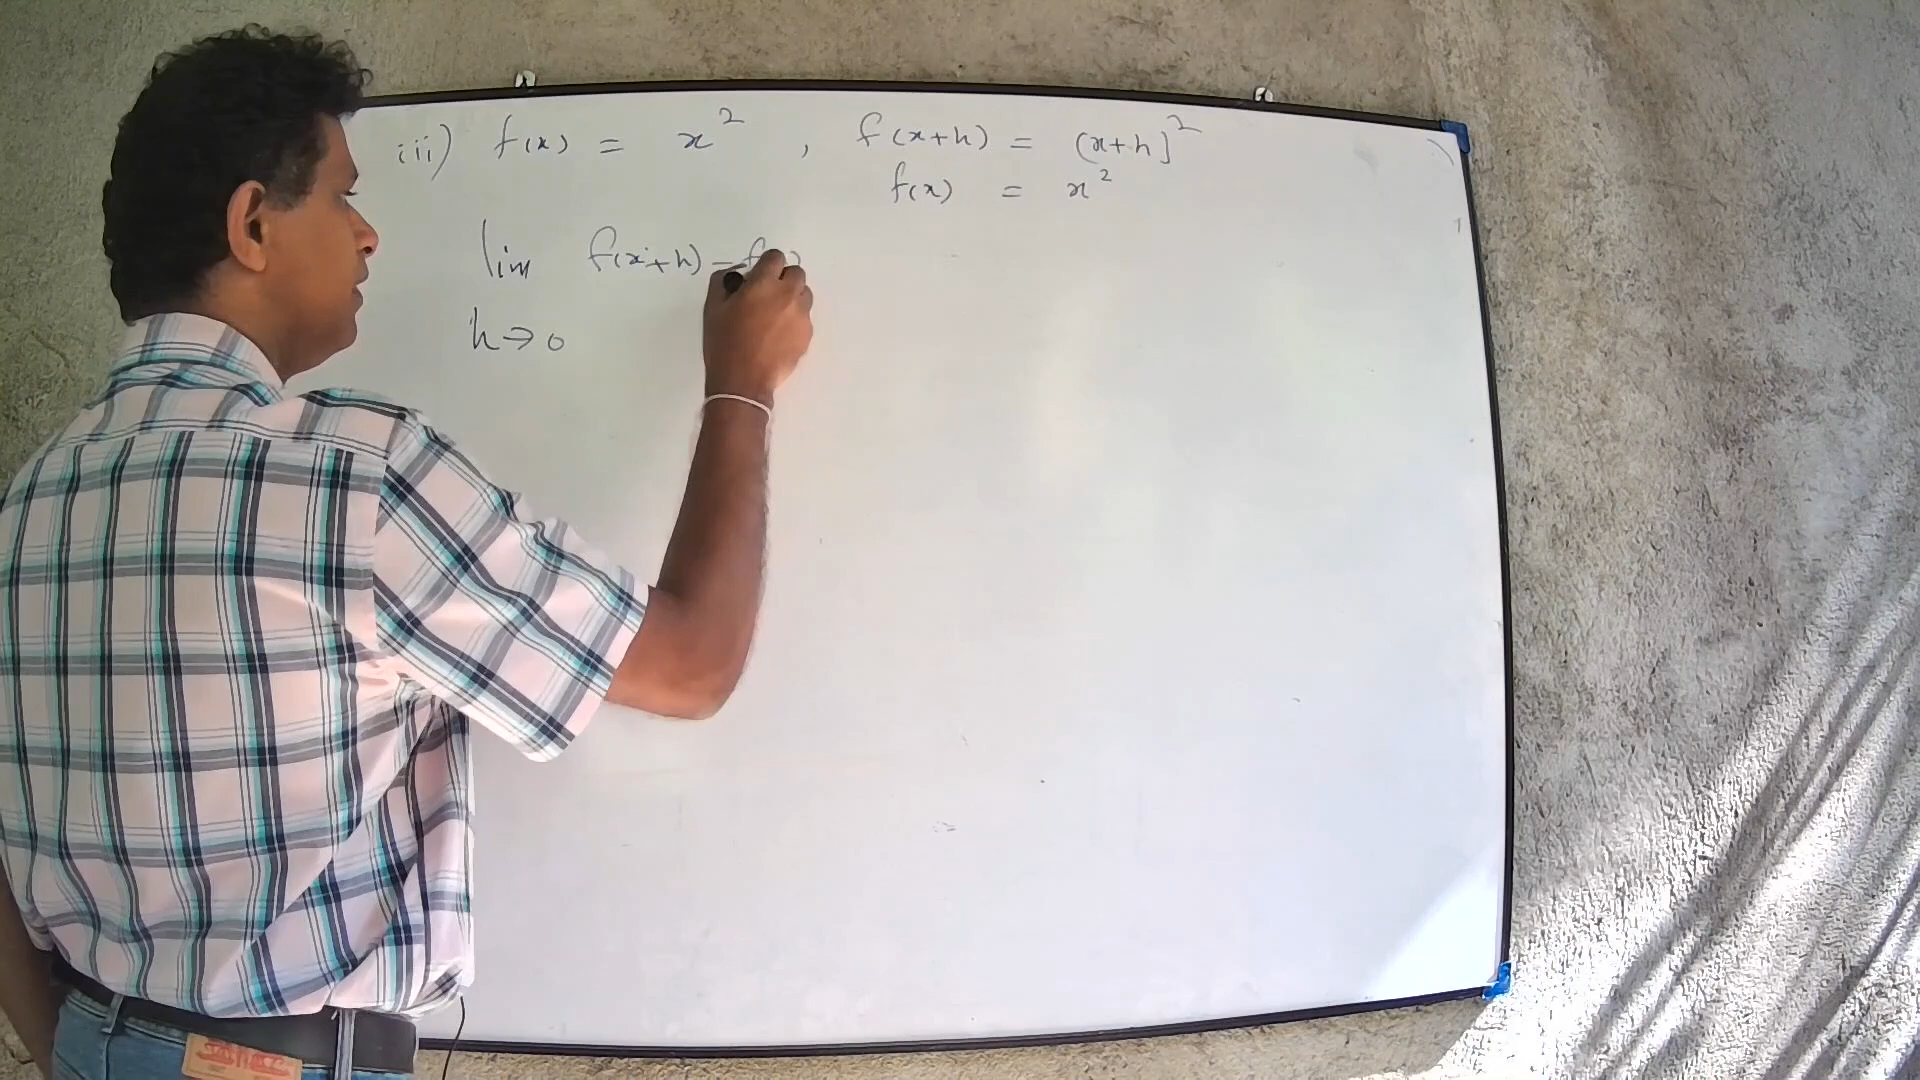 iii) f(x) = x² , f(x+h) = (x+h]²
f(x) = x²
lim f(x+h) - f
h→0